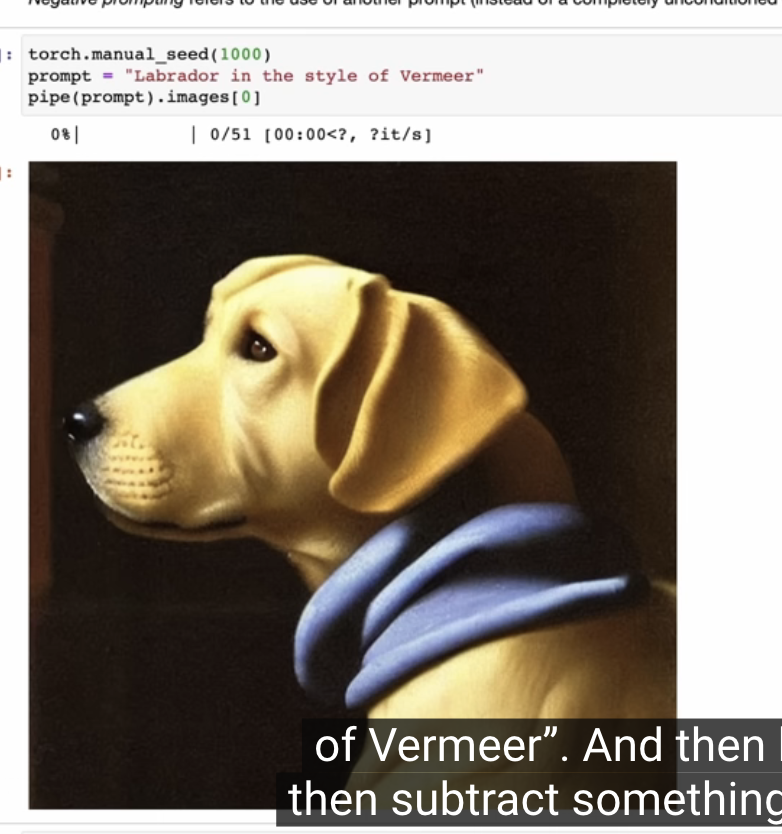 Negative prompting refers to the use of another prompt (instead of a completely unconditioned
]: torch.manual_seed(1000)
prompt = "Labrador in the style of Vermeer"
pipe(prompt).images[0]
0%| | 0/51 [00:00<?, ?it/s]
]:
of Vermeer”. And then
then subtract something